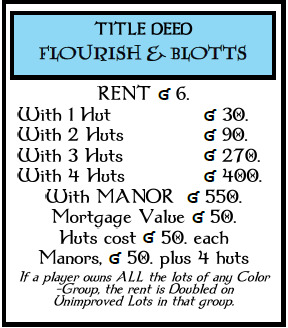 TITLE DEED
FLOURISH & BLOTTS
RENT ʛ 6.
With 1 Hut ʛ 30.
With 2 Huts ʛ 90.
With 3 Huts ʛ 270.
With 4 Huts ʛ 400.
With MANOR ʛ 550.
Mortgage Value ʛ 50.
Huts cost ʛ 50. each
Manors, ʛ 50. plus 4 huts
If a player owns ALL the lots of any Color
-Group, the rent is Doubled on
Unimproved Lots in that group.